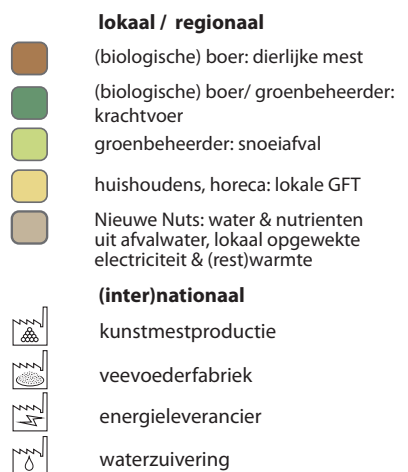 lokaal / regionaal
(biologische) boer: dierlijke mest
(biologische) boer/ groenbeheerder:
krachtvoer
groenbeheerder: snoeiafval
huishoudens, horeca: lokale GFT
Nieuwe Nuts: water & nutrienten
uit afvalwater, lokaal opgewekte
electriciteit & (rest)warmte
(inter)nationaal
kunstmestproductie
veevoederfabriek
energieleverancier
waterzuivering